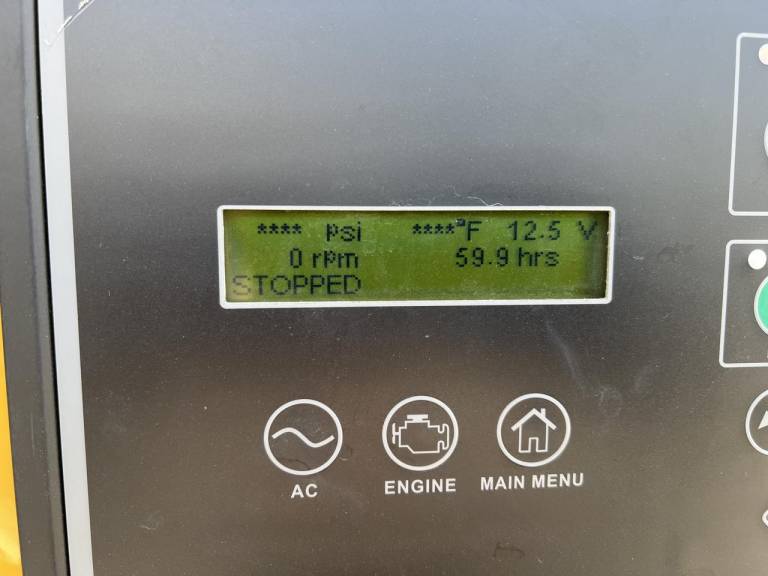 **** psi ****°F 12.5 V
0 rpm 59.9 hrs
STOPPED
AC ENGINE MAIN MENU